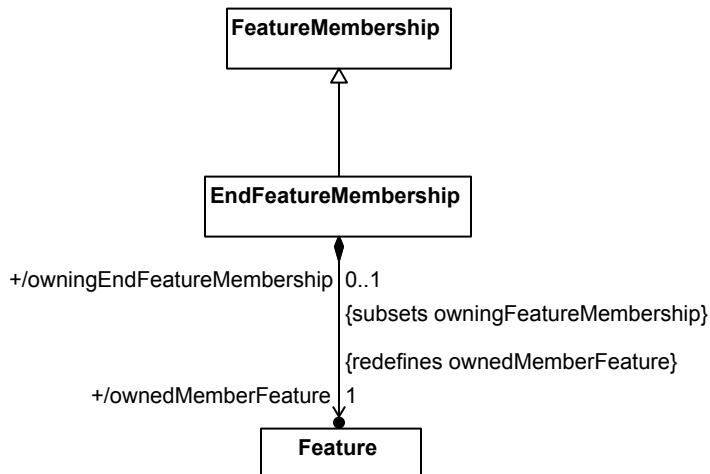 FeatureMembership
EndFeatureMembership
+/owningEndFeatureMembership 0..1
{subsets owningFeatureMembership}
{redefines ownedMemberFeature}
+/ownedMemberFeature 1
Feature